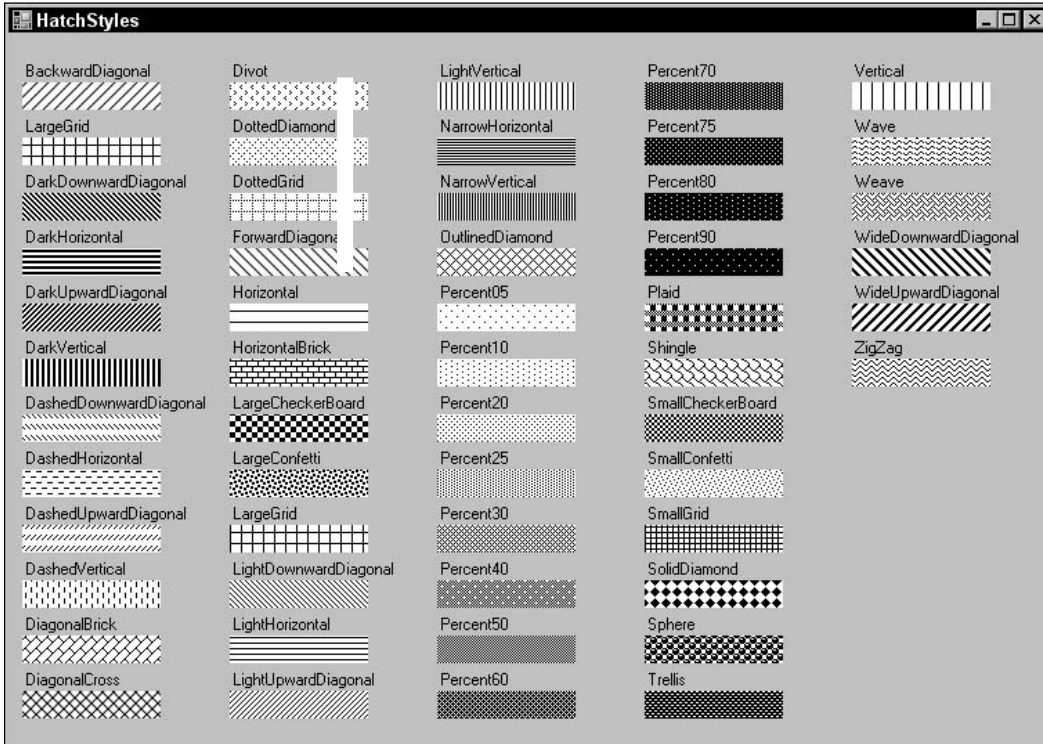 HatchStyles
BackwardDiagonal
LargeGrid
DarkDownwardDiagonal
DarkHorizontal
DarkUpwardDiagonal
DarkVertical
DashedDownwardDiagonal
DashedHorizontal
DashedUpwardDiagonal
DashedVertical
DiagonalBrick
DiagonalCross
Divot
DottedDiamond
DottedGrid
Horizontal
HorizontalBrick
LargeCheckerBoard
LargeConfetti
LargeGrid
LightDownwardDiagonal
LightHorizontal
LightUpwardDiagonal
LightVertical
NarrowHorizontal
NarrowVertical
OutlinedDiamond
Percent05
Percent10
Percent20
Percent25
Percent30
Percent40
Percent50
Percent60
Percent70
Percent75
Percent80
Percent90
Plaid
Shingle
SmallCheckerBoard
SmallConfetti
SmallGrid
SolidDiamond
Sphere
Trellis
Vertical
Wave
Weave
WideDownwardDiagonal
WideUpwardDiagonal
ZigZag